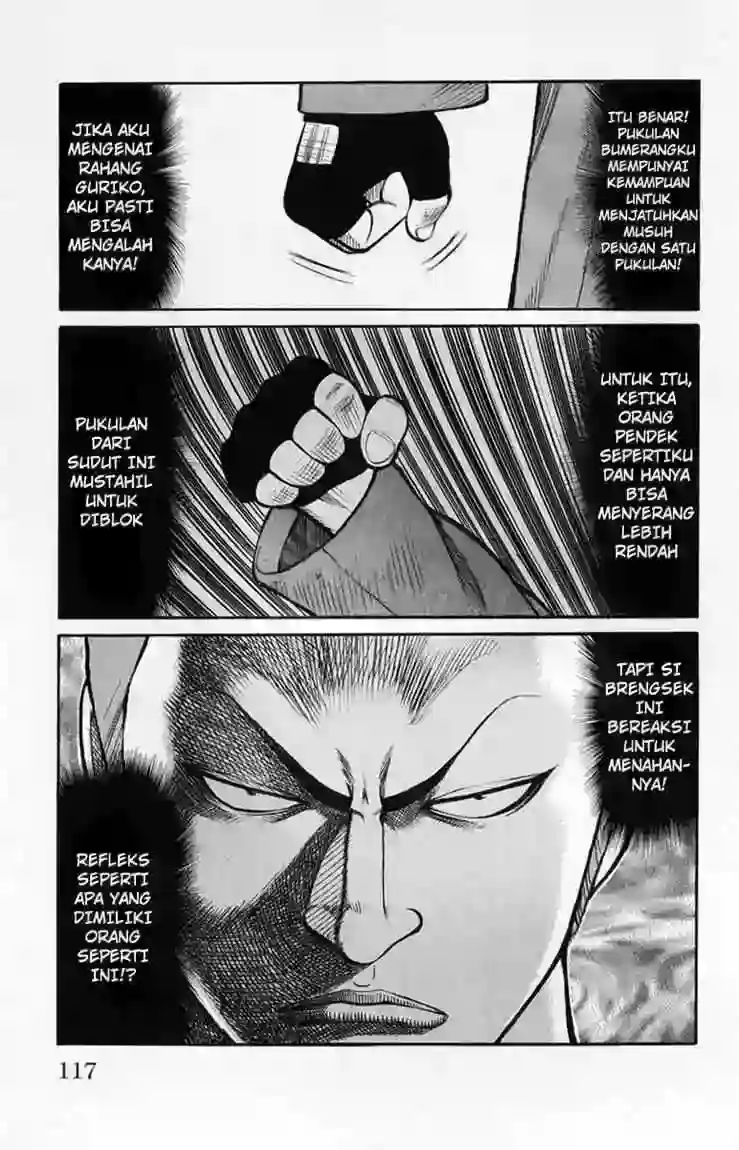 ITU BENAR!
PUKULAN
BUMERANGKU
MEMPUNYAI
KEMAMPUAN
UNTUK
MENJATUHKAN
MUSUH
DENGAN SATU
PUKULAN!
JIKA AKU
MENGENAI
RAHANG
GURIKO,
AKU PASTI
BISA
MENGALAH
KANYA!
UNTUK ITU,
KETIKA
ORANG
PENDEK
SEPERTIKU
DAN HANYA
BISA
MENYERANG
LEBIH
RENDAH
PUKULAN
DARI
SUDUT INI
MUSTAHIL
UNTUK
DIBLOK
TAPI SI
BRENGSEK
INI
BEREAKSI
UNTUK
MENAHAN-
NYA!
REFLEKS
SEPERTI
APA YANG
DIMILIKI
ORANG
SEPERTI
INI!?
117